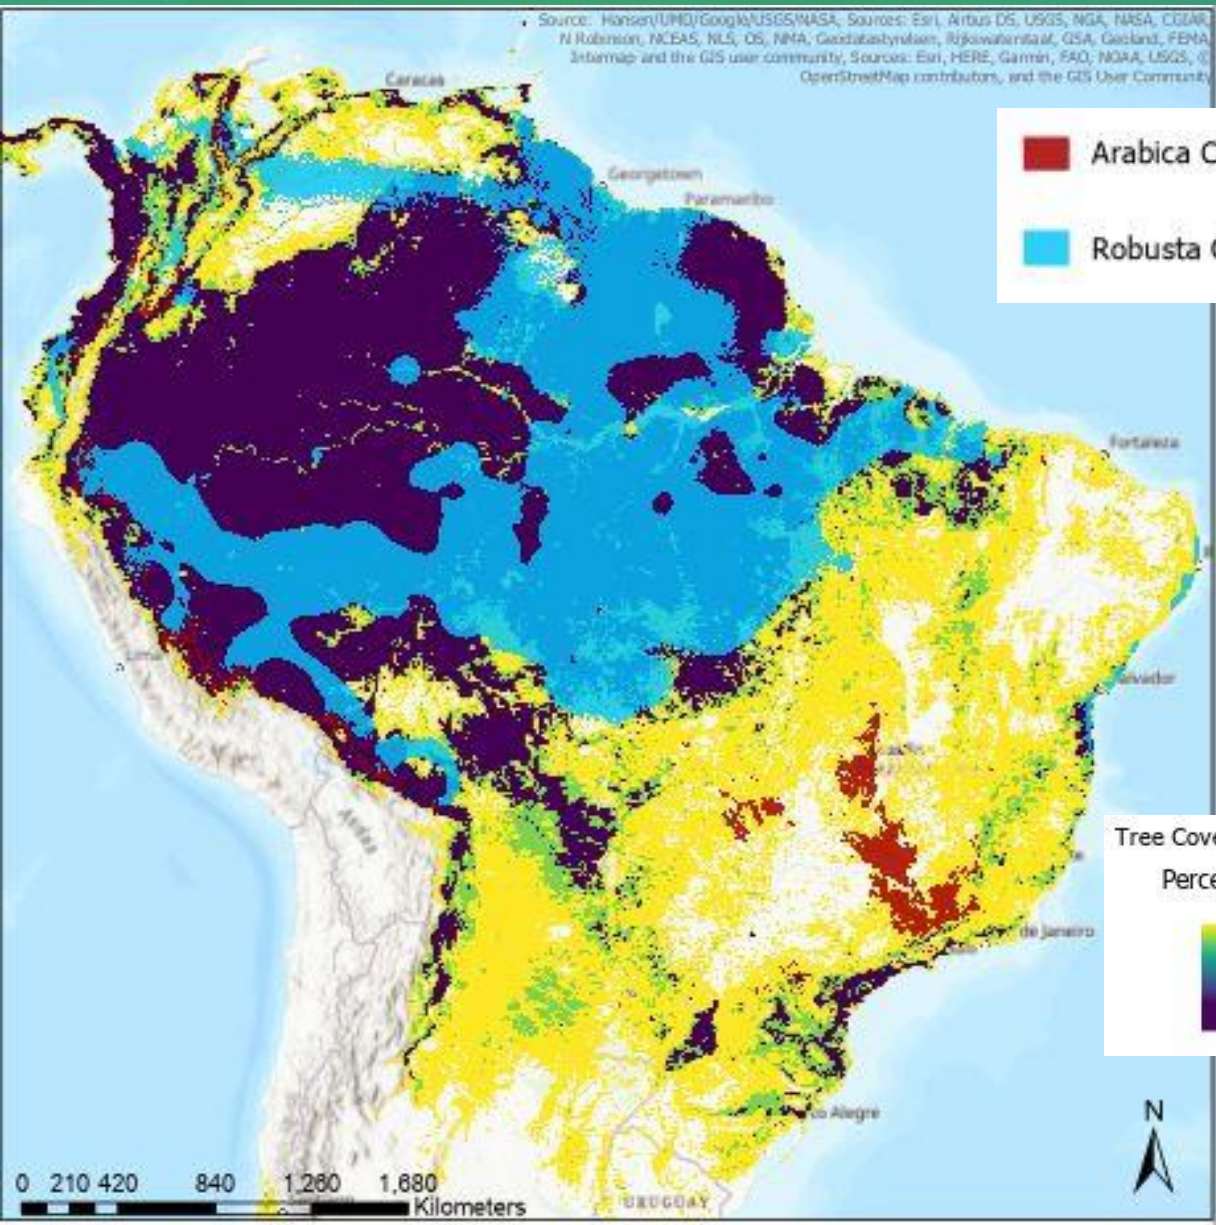 Source: Hansen/UMD/Google/USGS/NASA, Sources: Esri, Airbus DS, USGS, NGA, NASA, CGIAR,
N Robinson, NCEAS, NLS, OS, NMA, Geodatastyrelsen, Rijkswaterstaat, GSA, Geoland, FEMA,
Intermap and the GIS user community, Sources: Esri, HERE, Garmin, FAO, NOAA, USGS, ©
OpenStreetMap contributors, and the GIS User Community
Caracas
Arabica C
Georgetown
Paramaribo
Robusta
Fortaleza
Lima
alvador
Andes
Tree Cove
Perce
de Janeiro
o Alegre
N
0 210 420 840 1,260 1,680
Kilometers
URUGUAY